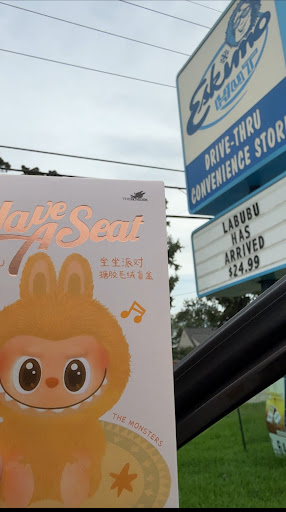 Eskimo
HUT
DRIVE-THRU
CONVENIENCE STORE
LABUBU
HAS
ARRIVED
$24.99
Have
A Seat
坐坐派对
搪胶毛绒盲盒
THE MONSTERS